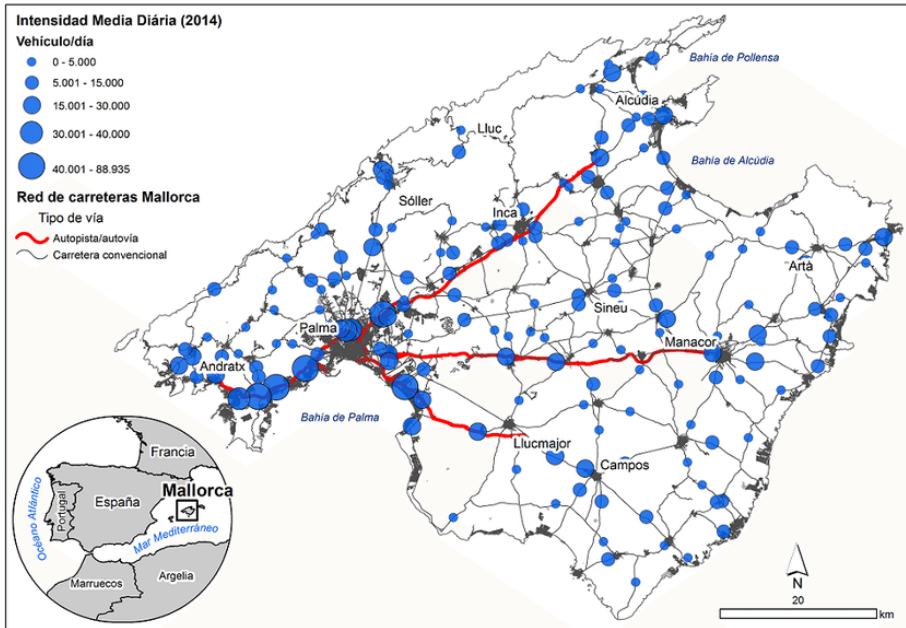 Intensidad Media Diária (2014)
Vehículo/día
0 - 5.000
5.001 - 15.000
15.001 - 30.000
30.001 - 40.000
40.001 - 88.935
Red de carreteras Mallorca
Tipo de vía
Autopista/autovía
Carretera convencional
Bahía de Pollensa
Alcúdia
Lluc
Bahía de Alcúdia
Sóller
Inca
Artà
Sineu
Palma
Manacor
Andratx
Bahía de Palma
Llucmajor
Campos
Francia
Océano Atlántico
Portugal
España
Mallorca
Mar Mediterráneo
Marruecos
Argelia
N
20
km